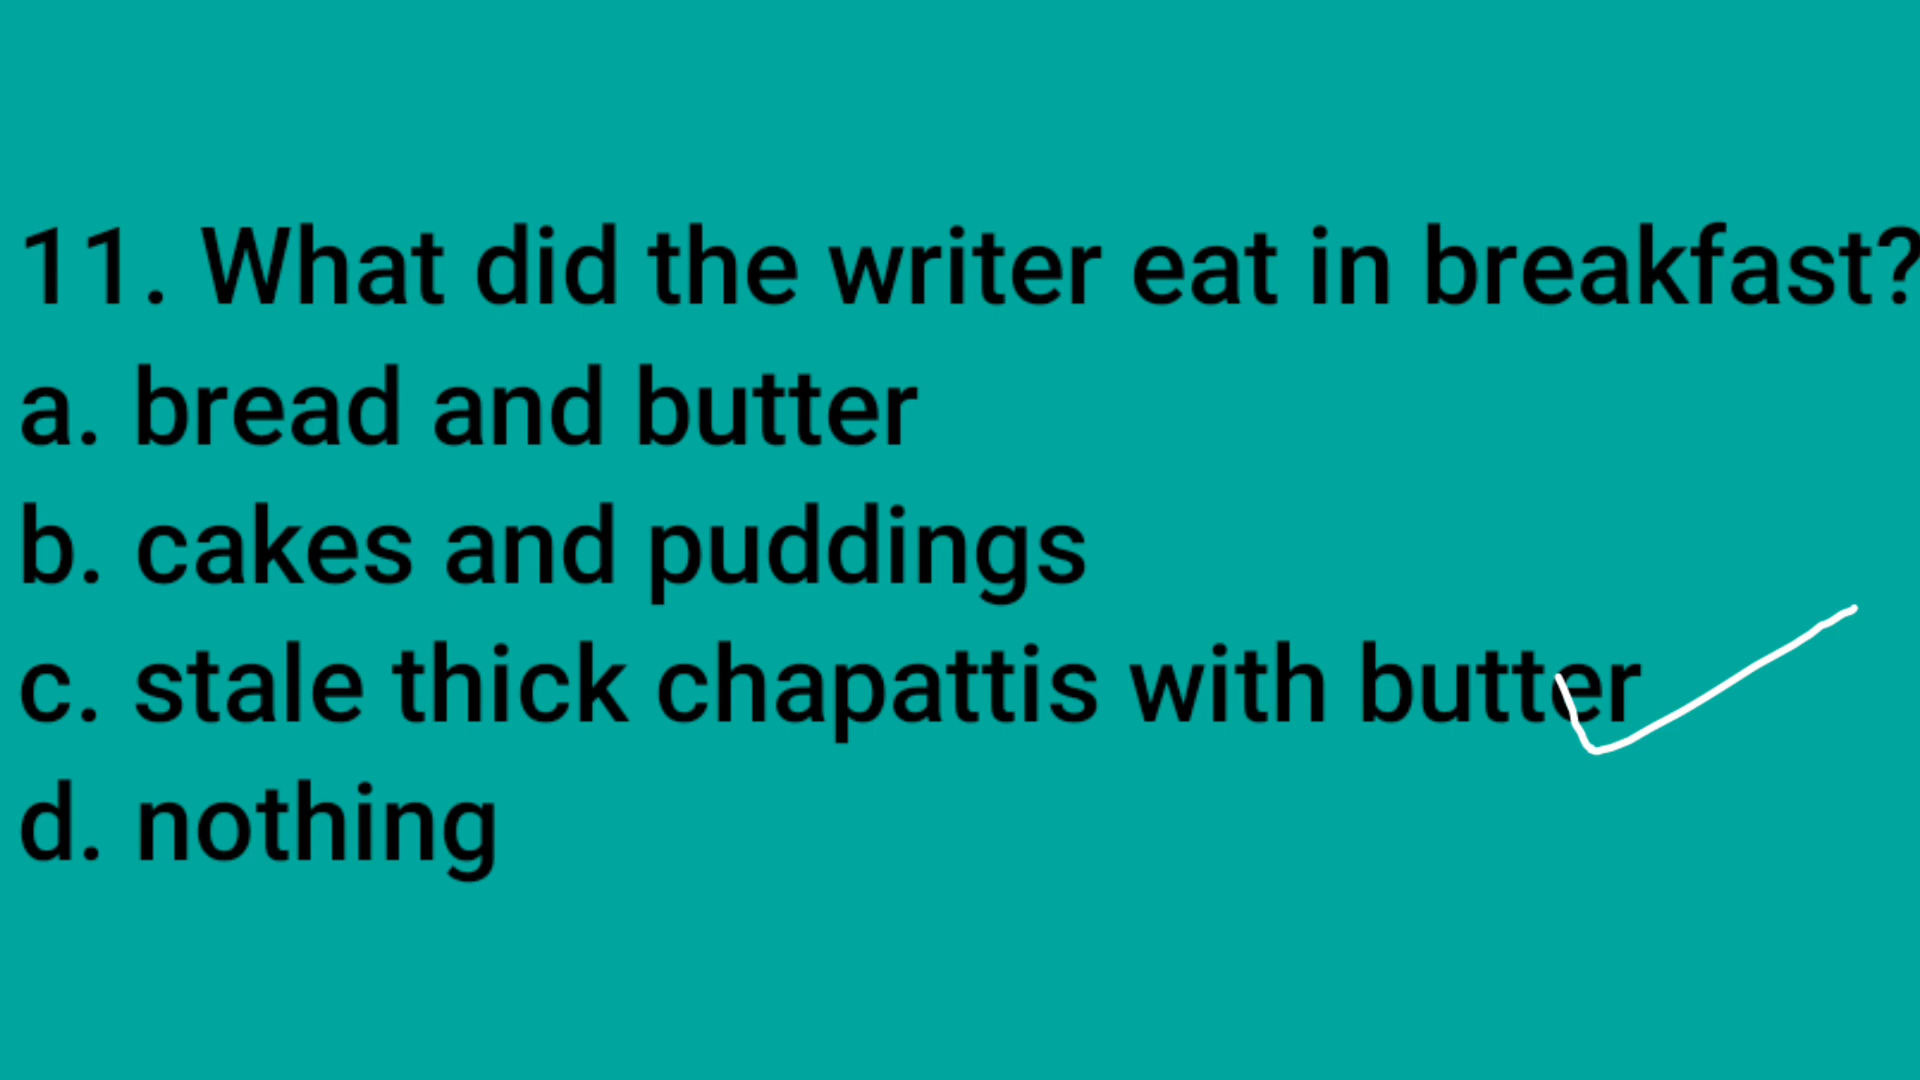 11. What did the writer eat in breakfast?
a. bread and butter
b. cakes and puddings
c. stale thick chapattis with butter
d. nothing